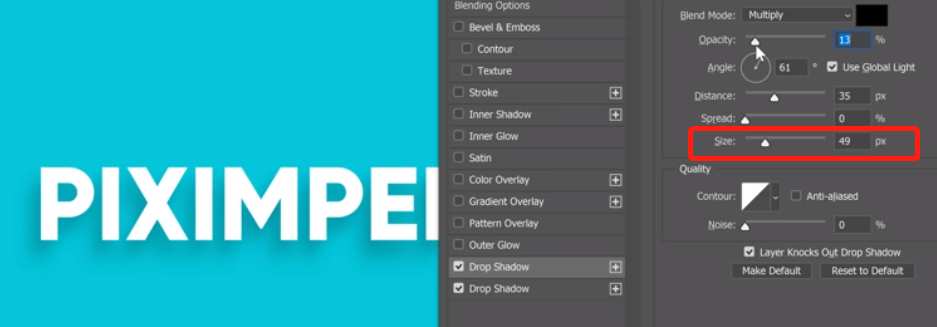 PIXIMPE
Blending Options
Bevel & Emboss
Contour
Texture
Stroke
Inner Shadow
Inner Glow
Satin
Color Overlay
Gradient Overlay
Pattern Overlay
Outer Glow
Drop Shadow
Drop Shadow
Blend Mode: Multiply
Opacity: 13 %
Angle: 61 ° Use Global Light
Distance: 35 px
Spread: 0 %
Size: 49 px
Quality
Contour: Anti-aliased
Noise: 0 %
Layer Knocks Out Drop Shadow
Make Default Reset to Default